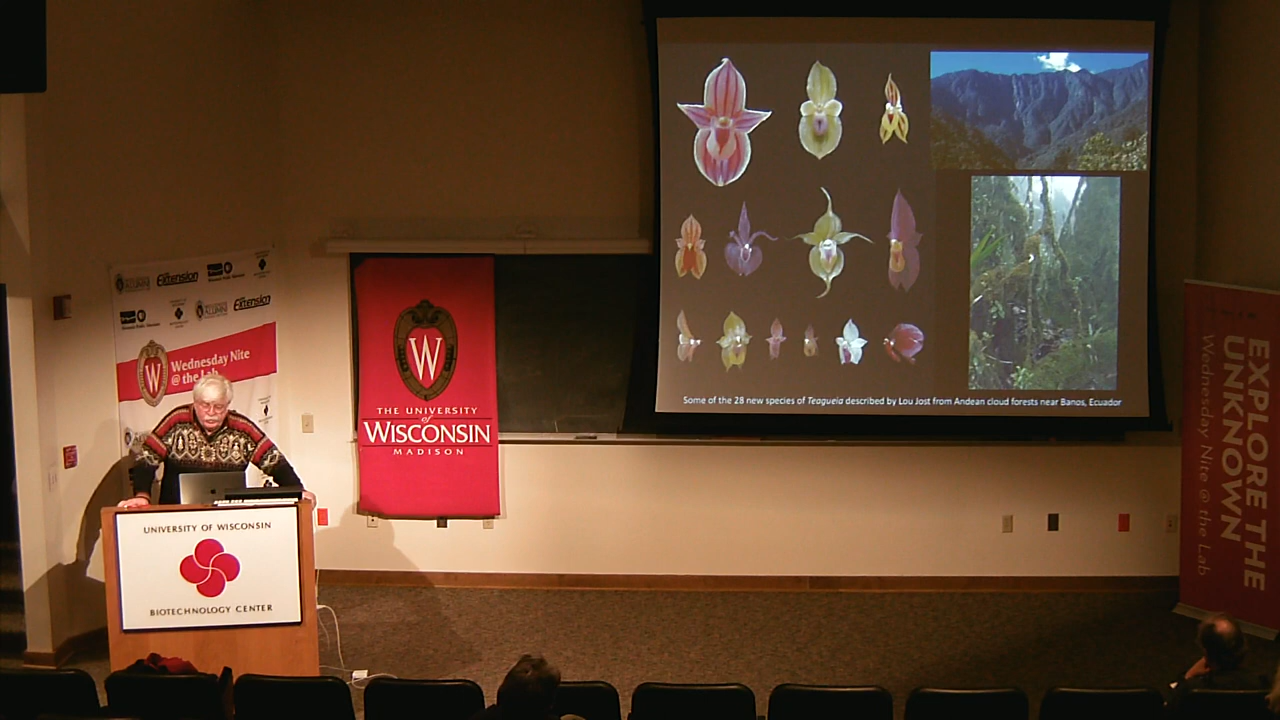 Some of the 28 new species of Teagueia described by Lou Jost from Andean cloud forests near Banos, Ecuador
Extension
Extension
Wednesday Nite
@ the Lab
W
THE UNIVERSITY
of
WISCONSIN
MADISON
UNIVERSITY OF WISCONSIN
BIOTECHNOLOGY CENTER
EXPLORE THE
UNKNOWN
Wednesday Nite @ the Lab